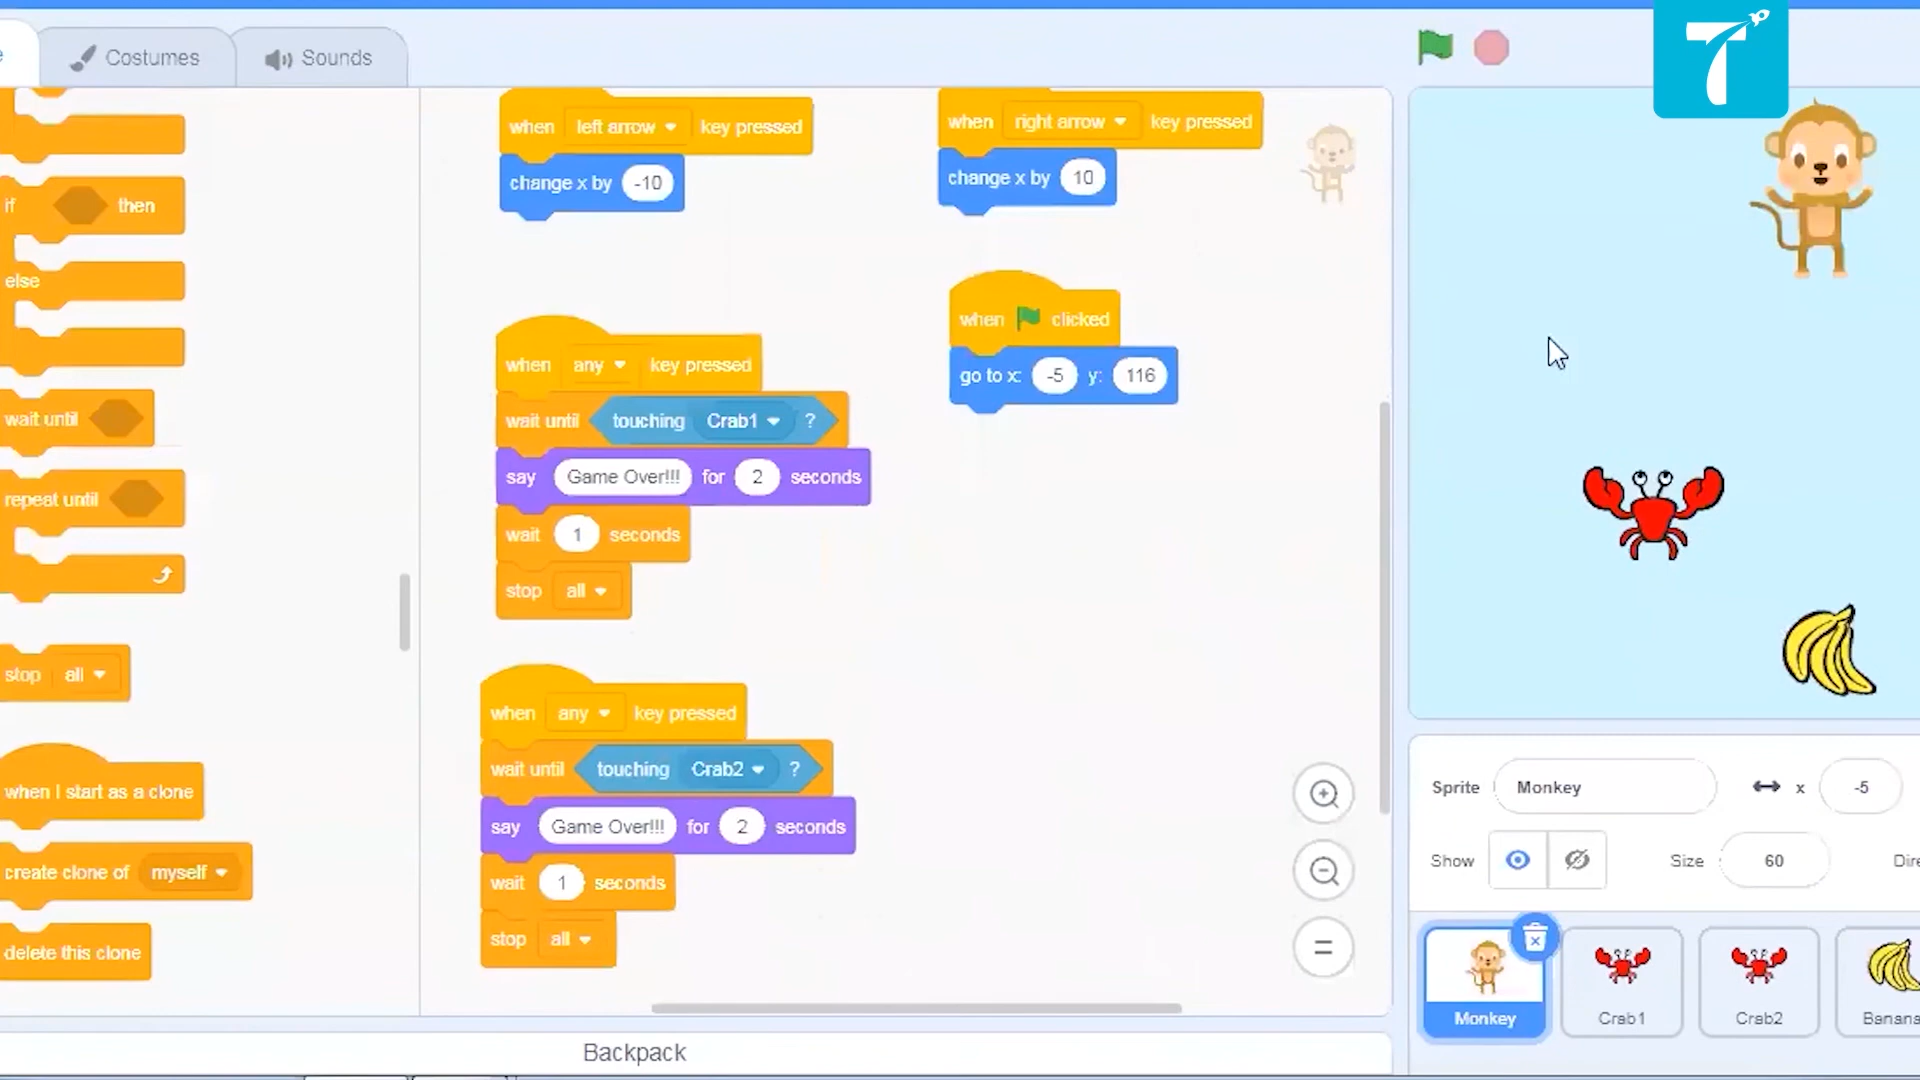 Costumes
Sounds
if then
else
wait until
repeat until
stop all
when I start as a clone
create clone of myself
delete this clone
when left arrow key pressed
change x by -10
when right arrow key pressed
change x by 10
when clicked
go to x: -5 y: 116
when any key pressed
wait until touching Crab1 ?
say Game Over!!! for 2 seconds
wait 1 seconds
stop all
when any key pressed
wait until touching Crab2 ?
say Game Over!!! for 2 seconds
wait 1 seconds
stop all
Backpack
T
Sprite Monkey x -5
Show Size 60 Dire
Monkey
Crab1
Crab2
Banana